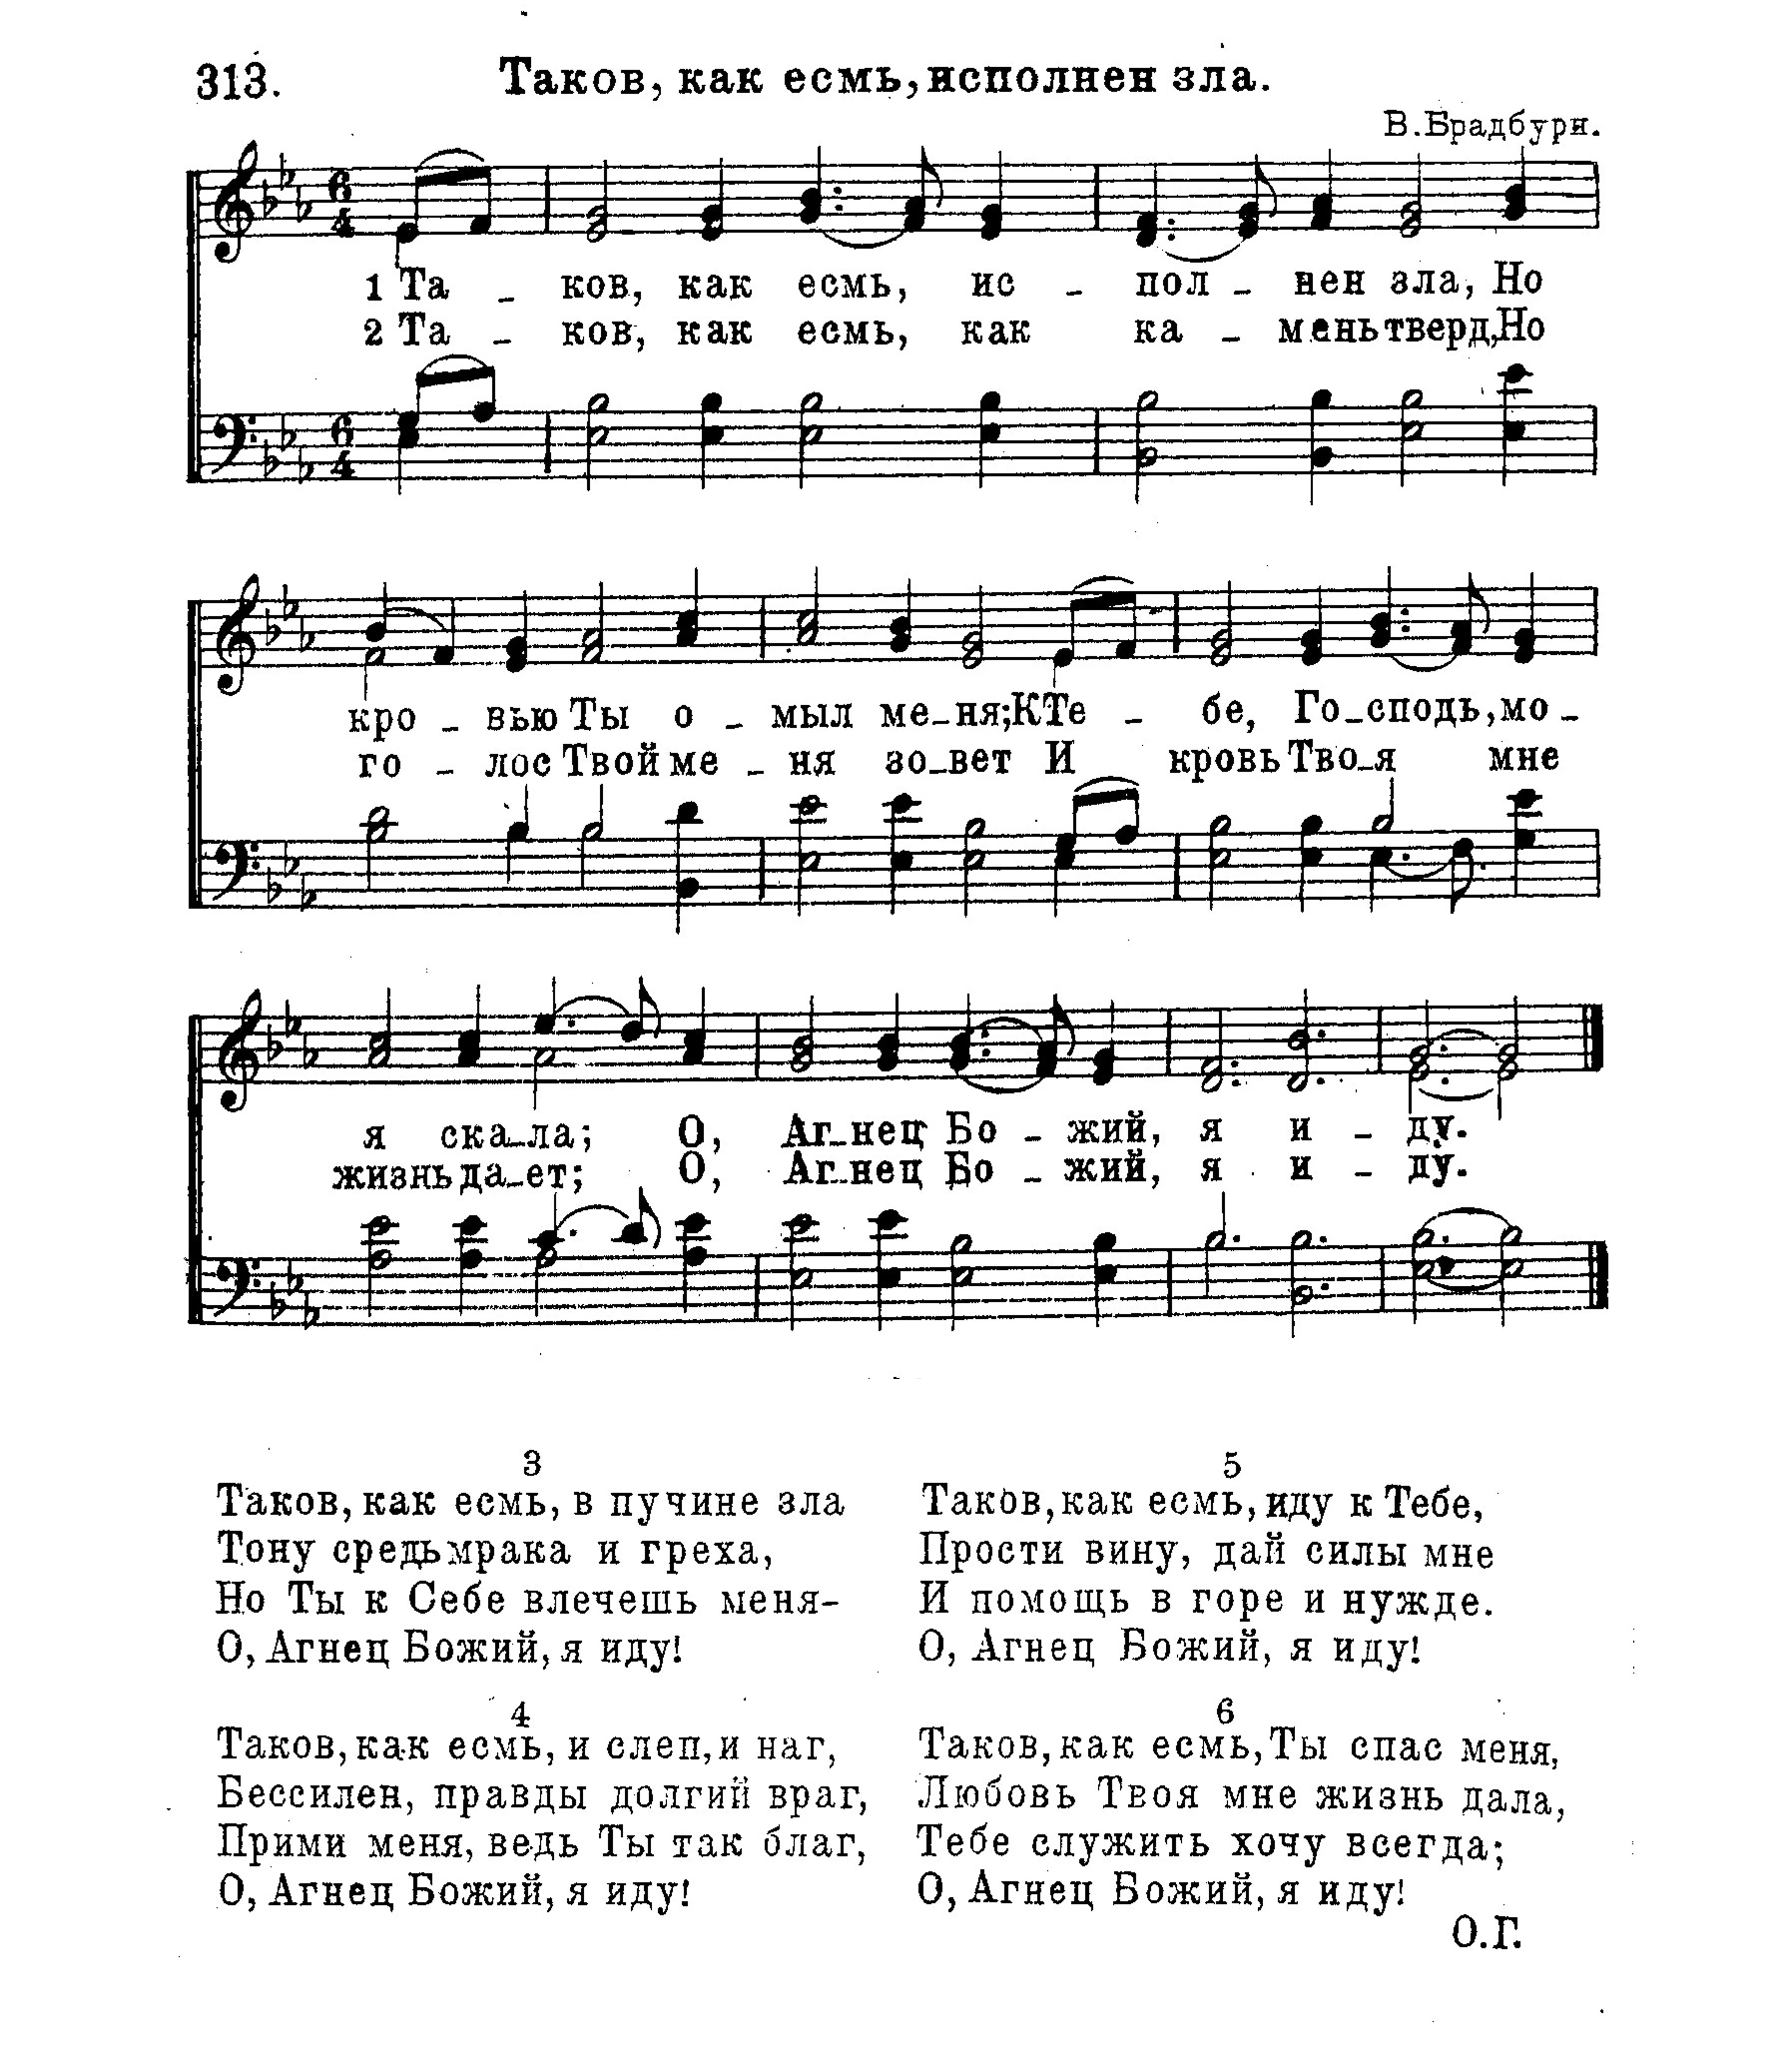 313. Таков, как есмь, исполнен зла.
В. Брадбури.
6/4
1 Та - ков, как есмь, ис - пол - нен зла, Но
2 Та - ков, как есмь, как ка - мень тверд, Но
6/4
кро - вью Ты о - мыл ме-ня; К Те - бе, Го-сподь, мо-
го - лос Твой ме - ня зо-вет И кровь Тво-я мне
я ска-ла; О, Аг-нец Бо - жий, я и - ду.
жизнь да-ет; О, Аг-нец Бо - жий, я и - ду.
3
Таков, как есмь, в пучине зла
Тону средь мрака и греха,
Но Ты к Себе влечешь меня-
О, Агнец Божий, я иду!
4
Таков, как есмь, и слеп, и наг,
Бессилен, правды долгий враг,
Прими меня, ведь Ты так благ,
О, Агнец Божий, я иду!
5
Таков, как есмь, иду к Тебе,
Прости вину, дай силы мне
И помощь в горе и нужде.
О, Агнец Божий, я иду!
6
Таков, как есмь, Ты спас меня,
Любовь Твоя мне жизнь дала,
Тебе служить хочу всегда;
О, Агнец Божий, я иду!
О.Г.